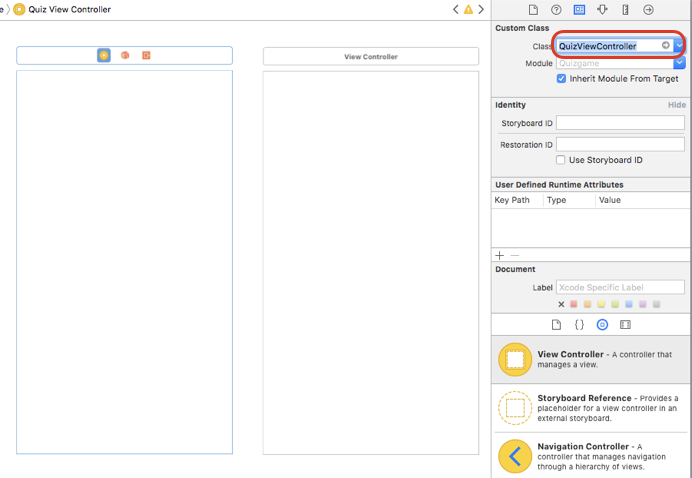 e 〉 Quiz View Controller
View Controller
Custom Class
Class QuizViewController
Module Quizgame
Inherit Module From Target
Identity Hide
Storyboard ID
Restoration ID
Use Storyboard ID
User Defined Runtime Attributes
Key Path Type Value
Document
Label Xcode Specific Label
View Controller - A controller that
manages a view.
Storyboard Reference - Provides a
placeholder for a view controller in an
external storyboard.
Navigation Controller - A
controller that manages navigation
through a hierarchy of views.